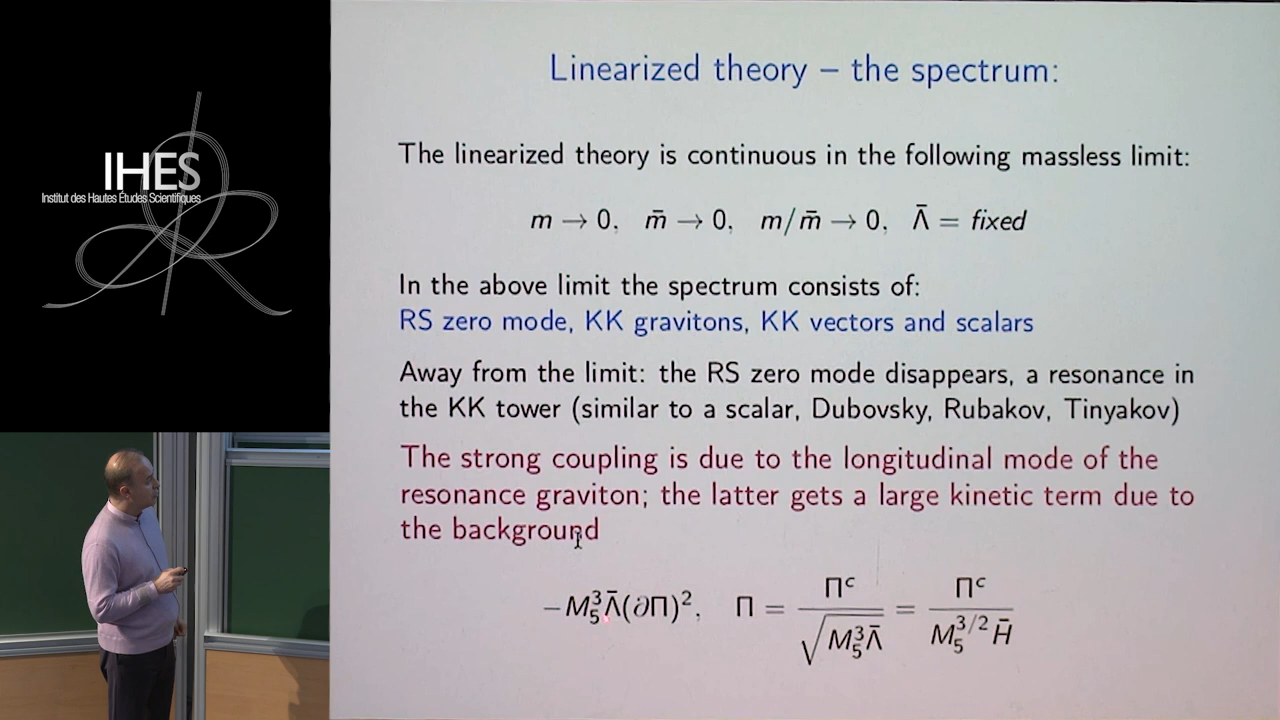 IHES
Institut des Hautes Études Scientifiques
Linearized theory – the spectrum:
The linearized theory is continuous in the following massless limit:
m → 0, m̄ → 0, m/m̄ → 0, Λ̄ = fixed
In the above limit the spectrum consists of:
RS zero mode, KK gravitons, KK vectors and scalars
Away from the limit: the RS zero mode disappears, a resonance in
the KK tower (similar to a scalar, Dubovsky, Rubakov, Tinyakov)
The strong coupling is due to the longitudinal mode of the
resonance graviton; the latter gets a large kinetic term due to
the background
−M₅³Λ̄(∂Π)², Π = Πᶜ / √(M₅³Λ̄) = Πᶜ / (M₅^{3/2} H̄)